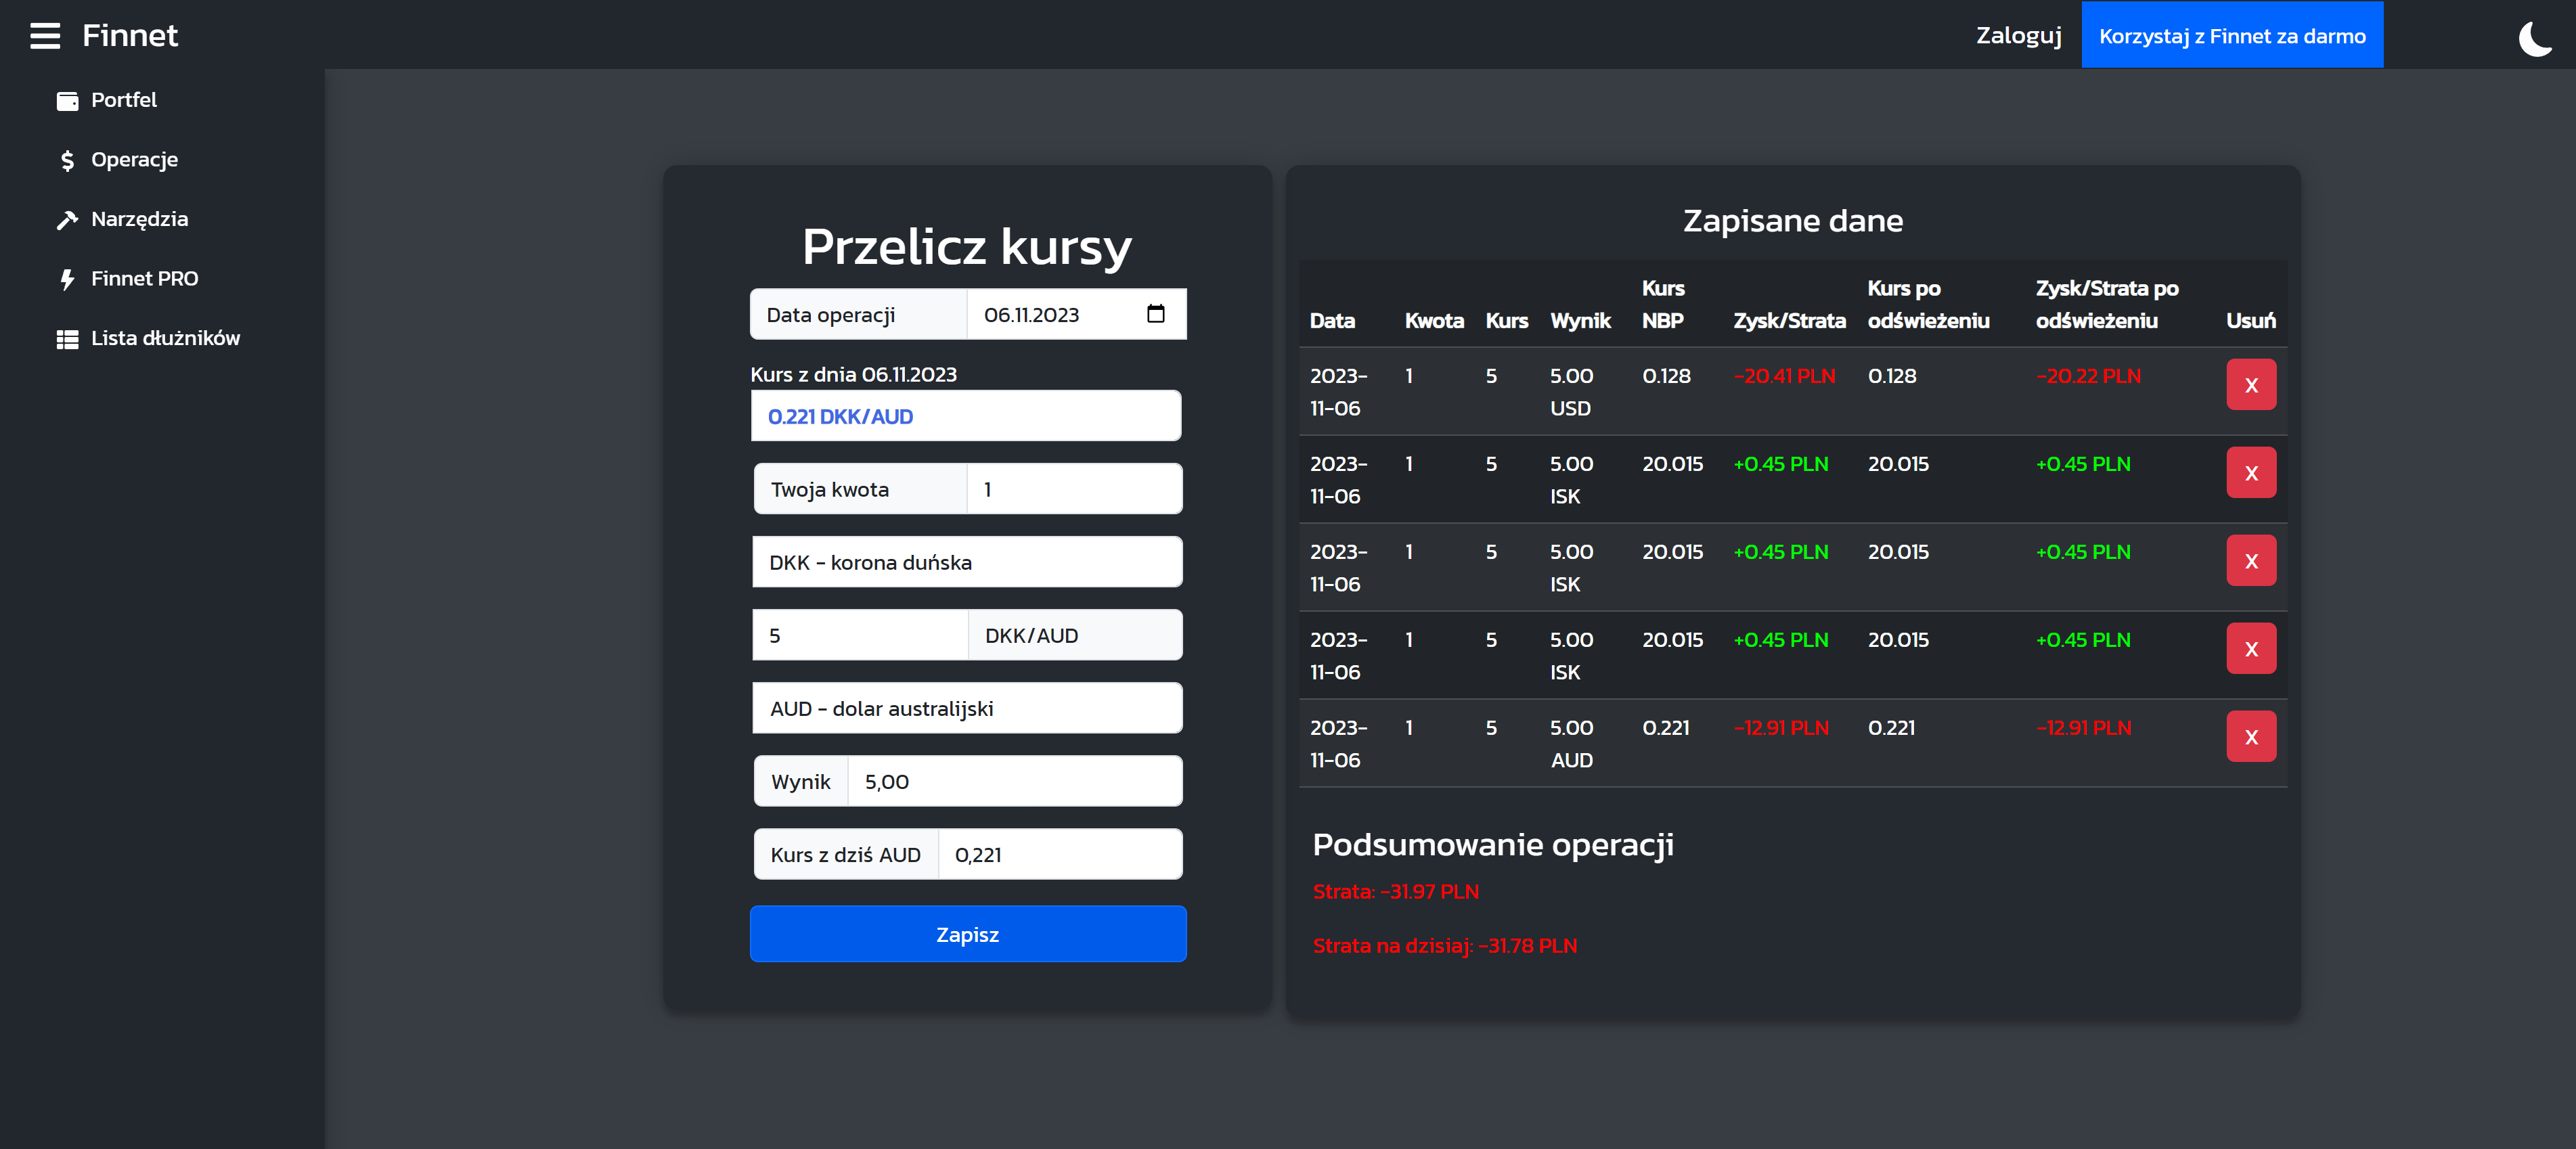 Finnet
Zaloguj
Korzystaj z Finnet za darmo
Portfel
Operacje
Narzędzia
Finnet PRO
Lista dłużników
Przelicz kursy
Data operacji 06.11.2023
Kurs z dnia 06.11.2023
0.221 DKK/AUD
Twoja kwota 1
DKK - korona duńska
5 DKK/AUD
AUD - dolar australijski
Wynik 5,00
Kurs z dziś AUD 0,221
Zapisz
Zapisane dane
Data Kwota Kurs Wynik Kurs NBP Zysk/Strata Kurs po odświeżeniu Zysk/Strata po odświeżeniu Usuń
2023-11-06 1 5 5.00 USD 0.128 -20.41 PLN 0.128 -20.22 PLN X
2023-11-06 1 5 5.00 ISK 20.015 +0.45 PLN 20.015 +0.45 PLN X
2023-11-06 1 5 5.00 ISK 20.015 +0.45 PLN 20.015 +0.45 PLN X
2023-11-06 1 5 5.00 ISK 20.015 +0.45 PLN 20.015 +0.45 PLN X
2023-11-06 1 5 5.00 AUD 0.221 -12.91 PLN 0.221 -12.91 PLN X
Podsumowanie operacji
Strata: -31.97 PLN
Strata na dzisiaj: -31.78 PLN